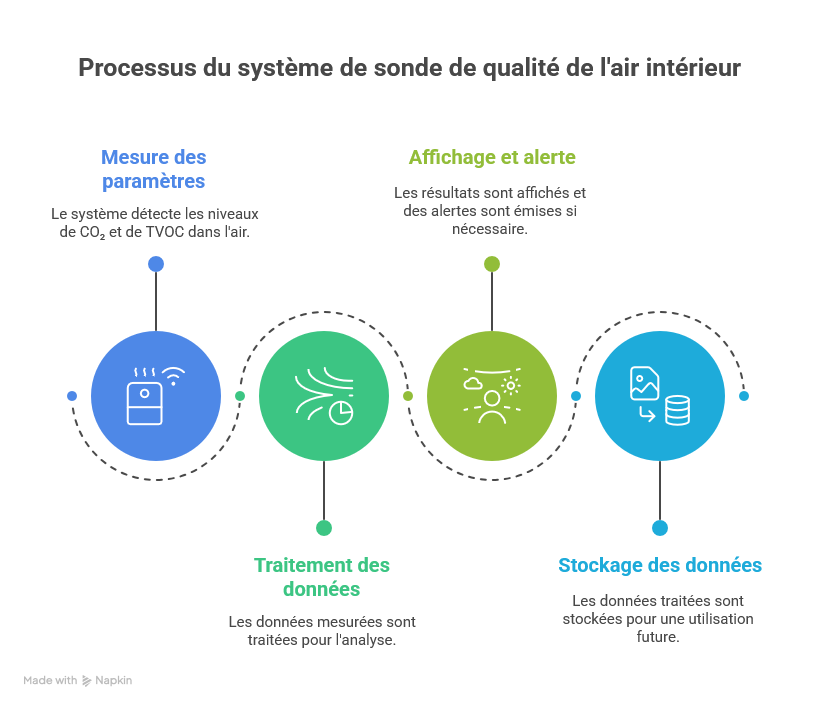 Processus du système de sonde de qualité de l'air intérieur
Mesure des
paramètres
Le système détecte les niveaux
de CO₂ et de TVOC dans l'air.
Affichage et alerte
Les résultats sont affichés et
des alertes sont émises si
nécessaire.
Traitement des
données
Les données mesurées sont
traitées pour l'analyse.
Stockage des données
Les données traitées sont
stockées pour une utilisation
future.
Made with Napkin